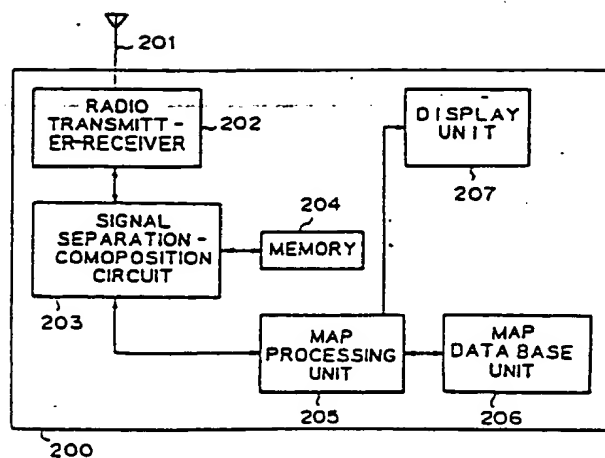 201
RADIO
TRANSMITT-
ER-RECEIVER
202
DISPLAY
UNIT
207
SIGNAL
SEPARATION-
COMOPOSITION
CIRCUIT
203
204
MEMORY
MAP
PROCESSING
UNIT
205
MAP
DATA BASE
UNIT
206
200